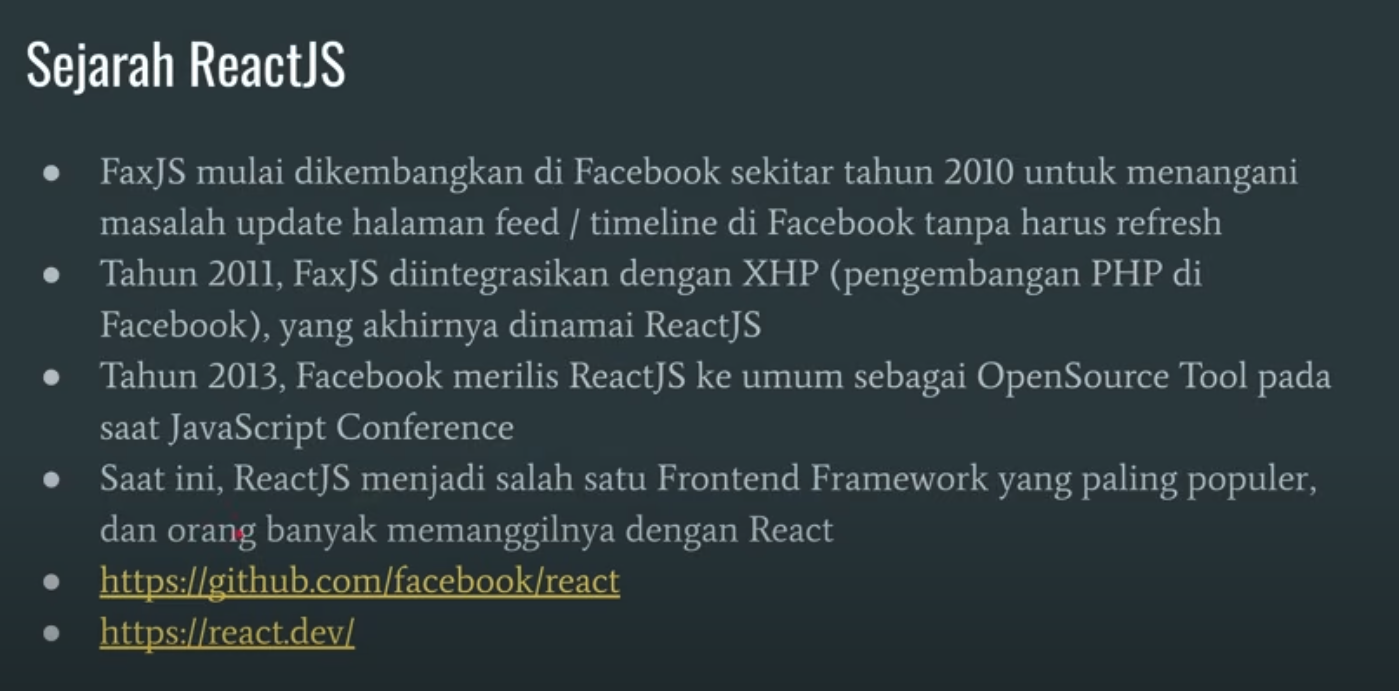 Sejarah ReactJS
● FaxJS mulai dikembangkan di Facebook sekitar tahun 2010 untuk menangani
masalah update halaman feed / timeline di Facebook tanpa harus refresh
● Tahun 2011, FaxJS diintegrasikan dengan XHP (pengembangan PHP di
Facebook), yang akhirnya dinamai ReactJS
● Tahun 2013, Facebook merilis ReactJS ke umum sebagai OpenSource Tool pada
saat JavaScript Conference
● Saat ini, ReactJS menjadi salah satu Frontend Framework yang paling populer,
dan orang banyak memanggilnya dengan React
● https://github.com/facebook/react
● https://react.dev/